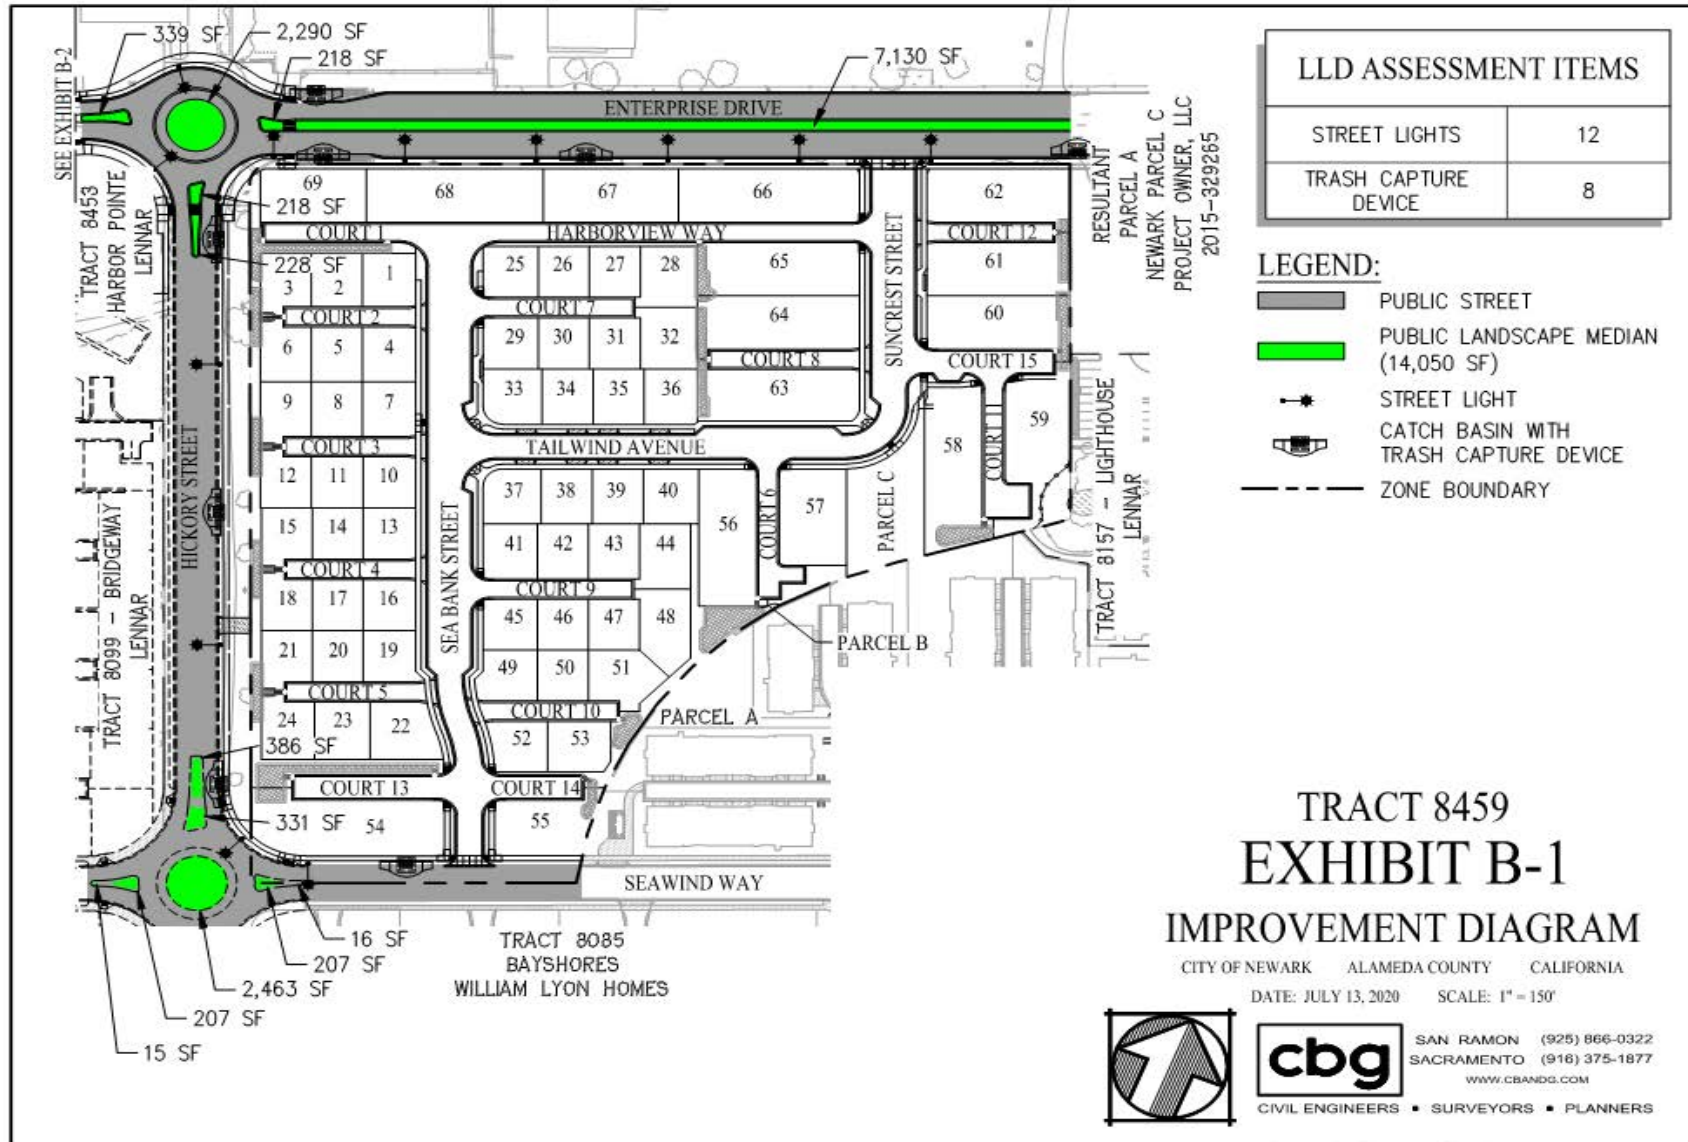 339 SF
2,290 SF
218 SF
7,130 SF
SEE EXHIBIT B-2
ENTERPRISE DRIVE
TRACT 8453
HARBOR POINTE
LENNAR
218 SF
228 SF
69
68
67
66
62
COURT 1
HARBORVIEW WAY
COURT 12
SUNCREST STREET
RESULTANT
PARCEL A
NEWARK PARCEL C
PROJECT OWNER, LLC
2015-329265
3
2
1
25
26
27
28
65
61
COURT 2
COURT 7
64
60
6
5
4
29
30
31
32
COURT 8
COURT 15
9
8
7
33
34
35
36
63
58
59
COURT 3
TAILWIND AVENUE
COURT 11
HICKORY STREET
12
11
10
37
38
39
40
56
COURT 6
57
PARCEL C
TRACT 8157 - LIGHTHOUSE
LENNAR
15
14
13
SEA BANK STREET
41
42
43
44
COURT 4
COURT 9
TRACT 8099 - BRIDGEWAY
LENNAR
18
17
16
45
46
47
48
PARCEL B
21
20
19
49
50
51
COURT 5
COURT 10
PARCEL A
24
23
22
52
53
386 SF
COURT 13
COURT 14
331 SF
54
55
SEAWIND WAY
16 SF
207 SF
2,463 SF
207 SF
15 SF
TRACT 8085
BAYSHORES
WILLIAM LYON HOMES
LLD ASSESSMENT ITEMS
STREET LIGHTS 12
TRASH CAPTURE
DEVICE 8
LEGEND:
PUBLIC STREET
PUBLIC LANDSCAPE MEDIAN
(14,050 SF)
STREET LIGHT
CATCH BASIN WITH
TRASH CAPTURE DEVICE
ZONE BOUNDARY
TRACT 8459
EXHIBIT B-1
IMPROVEMENT DIAGRAM
CITY OF NEWARK ALAMEDA COUNTY CALIFORNIA
DATE: JULY 13, 2020 SCALE: 1" = 150'
cbg
SAN RAMON (925) 866-0322
SACRAMENTO (916) 375-1877
WWW.CBANDG.COM
CIVIL ENGINEERS ▪ SURVEYORS ▪ PLANNERS